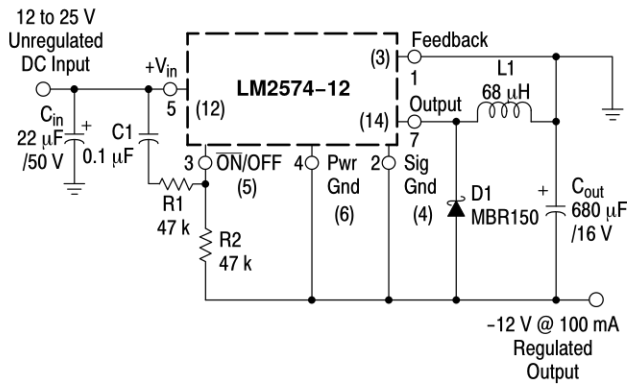 12 to 25 V
Unregulated
DC Input
+Vin
5
(12)
LM2574–12
(3)
Feedback
1
(14)
Output
7
L1
68 μH
Cin
22 μF
/50 V
+
C1
0.1 μF
3
ON/OFF
(5)
4
Pwr
Gnd
(6)
2
Sig
Gnd
(4)
R1
47 k
R2
47 k
D1
MBR150
+
Cout
680 μF
/16 V
–12 V @ 100 mA
Regulated
Output